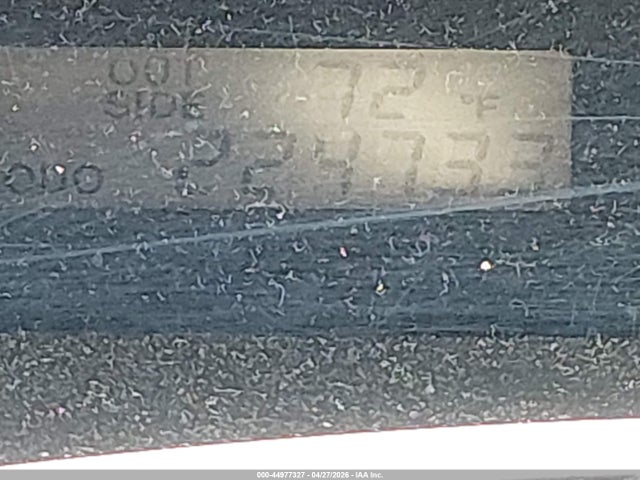 OUT
SIDE 72°F
ODO 224733
000-44977327 - 04/27/2026 - IAA Inc.